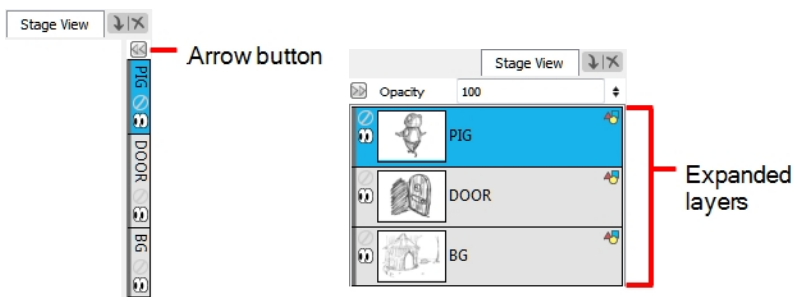 Stage View
Arrow button
PIG
DOOR
BG
Stage View
Opacity 100
PIG
DOOR
BG
Expanded
layers